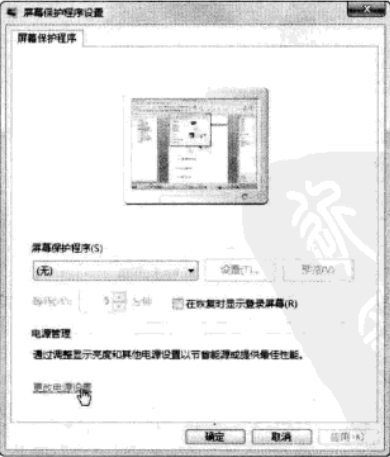 屏幕保护程序设置
屏幕保护程序
屏幕保护程序(S)
(无)
设置(T)...
在恢复时显示登录屏幕(R)
电源管理
通过调整显示亮度和其他电源设置以节省能源或提供最佳性能。
更改电源设置
确定
取消
应用(A)